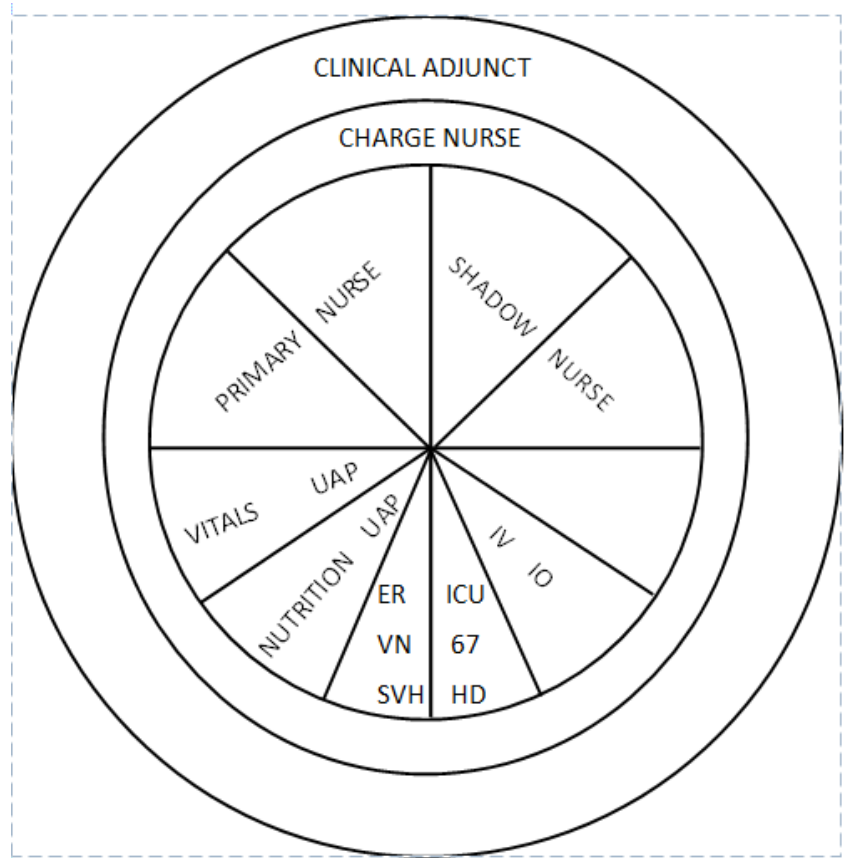 CLINICAL ADJUNCT
CHARGE NURSE
PRIMARY NURSE
SHADOW NURSE
VITALS UAP
NUTRITION UAP
ER
VN
SVH
ICU
67
HD
IV IO